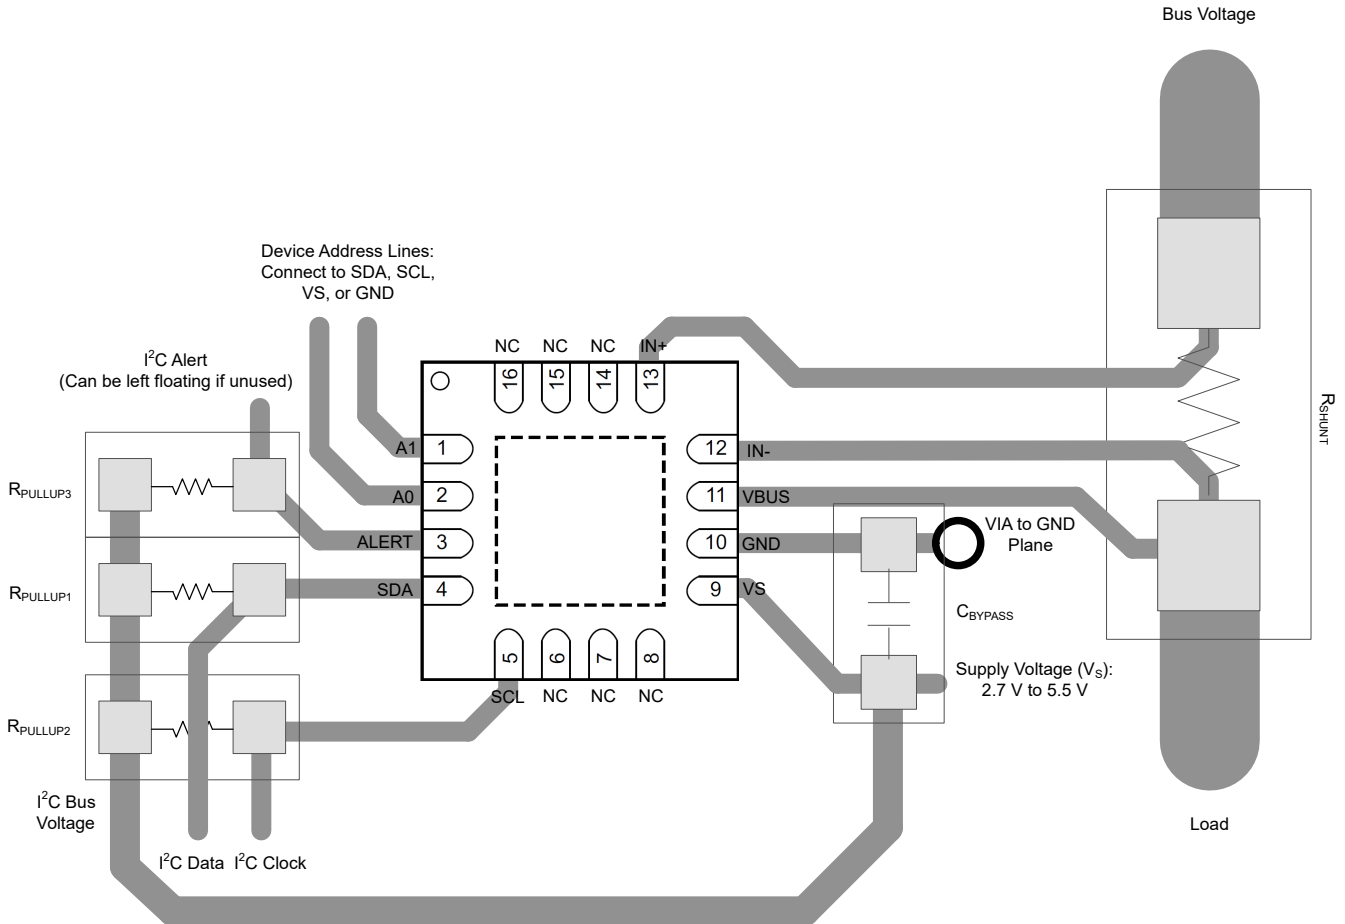 Bus Voltage
Device Address Lines:
Connect to SDA, SCL,
VS, or GND
I²C Alert
(Can be left floating if unused)
NC
NC
NC
IN+
16
15
14
13
A1
1
12
IN-
RSHUNT
RPULLUP3
A0
2
11
VBUS
ALERT
3
10
GND
VIA to GND
Plane
RPULLUP1
SDA
4
9
VS
CBYPASS
5
6
7
8
SCL
NC
NC
NC
Supply Voltage (VS):
2.7 V to 5.5 V
RPULLUP2
I²C Bus
Voltage
I²C Data
I²C Clock
Load